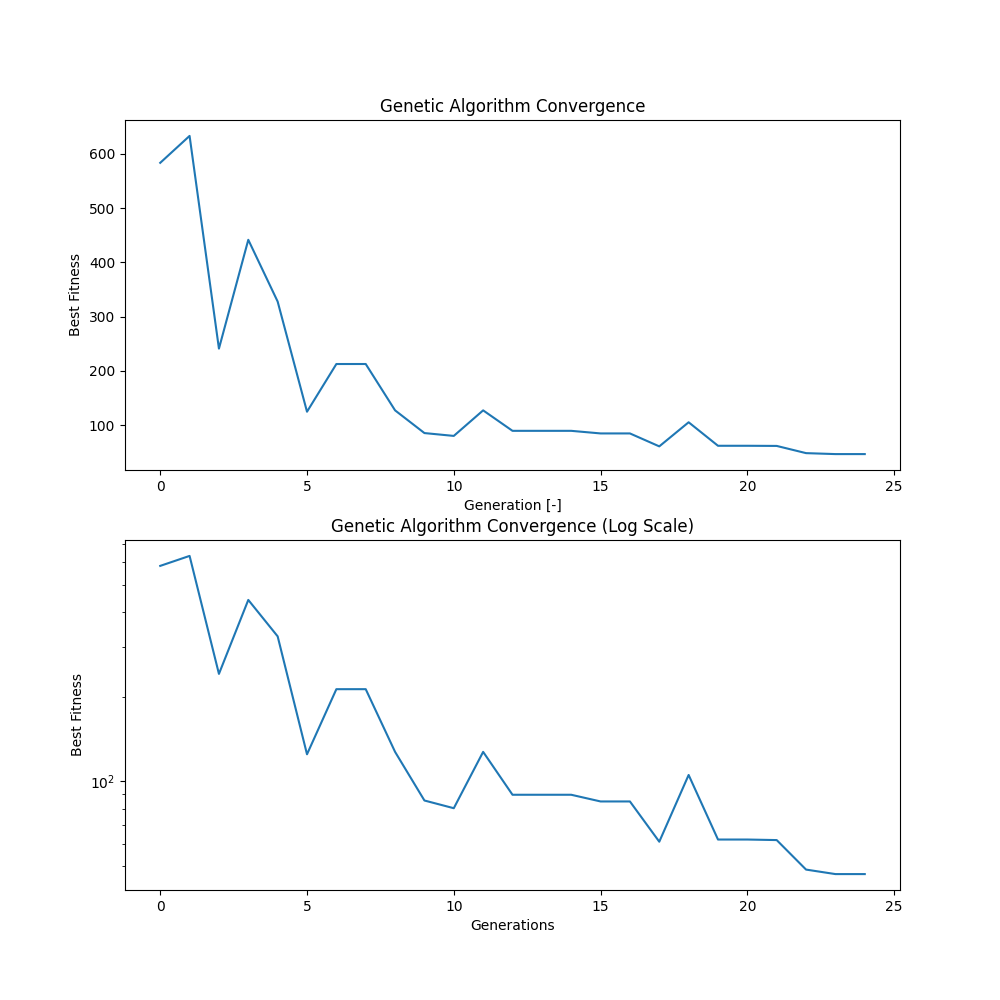 Genetic Algorithm Convergence
600
500
400
300
200
100
Best Fitness
0 5 10 15 20 25
Generation [-]
Genetic Algorithm Convergence (Log Scale)
10²
Best Fitness
0 5 10 15 20 25
Generations